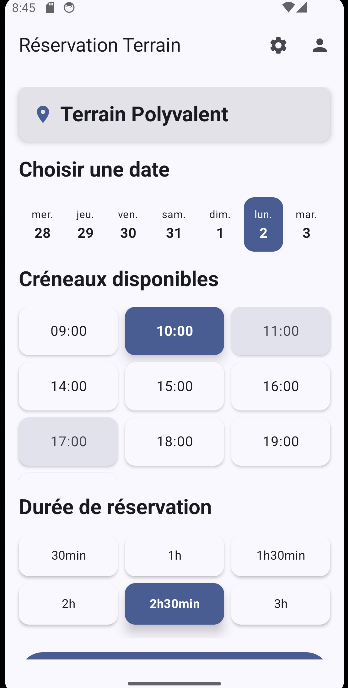 8:45
Réservation Terrain
Terrain Polyvalent
Choisir une date
mer. jeu. ven. sam. dim. lun. mar.
28 29 30 31 1 2 3
Créneaux disponibles
09:00 10:00 11:00
14:00 15:00 16:00
17:00 18:00 19:00
Durée de réservation
30min 1h 1h30min
2h 2h30min 3h